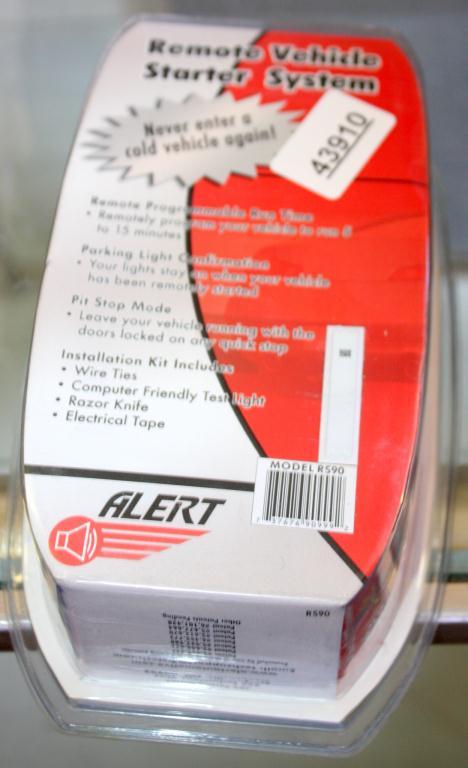 Remote Vehicle
Starter System
Never enter a
cold vehicle again!
43910
Remote Programmable Run Time
• Remotely program your vehicle to run 5
to 15 minutes
Parking Light Confirmation
• Your lights stay on when your vehicle
has been remotely started
Pit Stop Mode
• Leave your vehicle running with the
doors locked on any quick stop
Installation Kit Includes
• Wire Ties
• Computer Friendly Test Light
• Razor Knife
• Electrical Tape
MODEL RS90
ALERT
RS90
Other Patents Pending